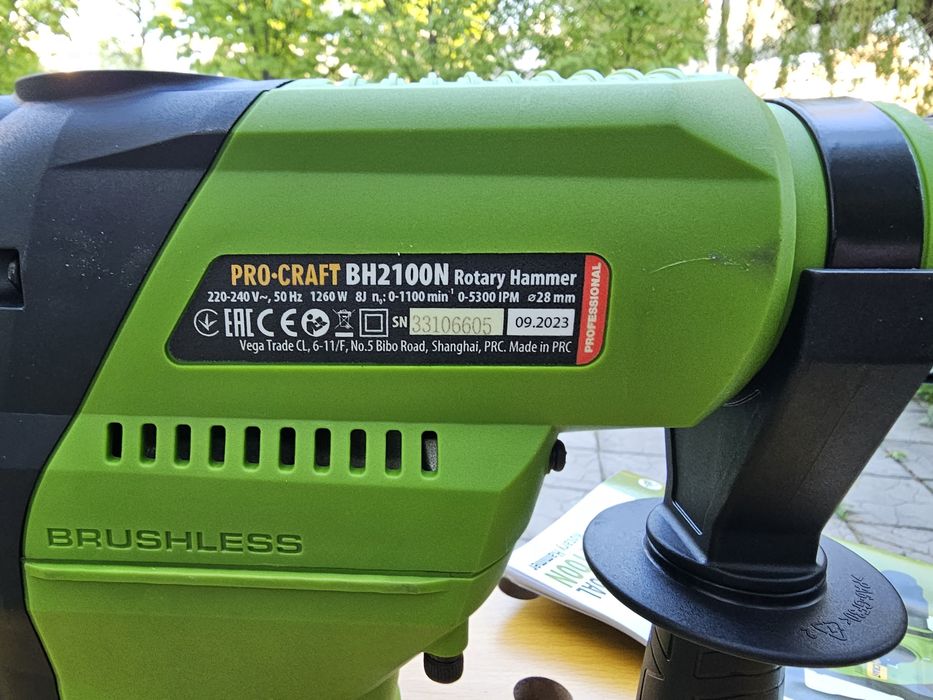 PRO•CRAFT BH2100N Rotary Hammer
220-240 V~, 50 Hz 1260 W 8J n₀: 0-1100 min⁻¹ 0-5300 IPM ⌀28 mm
EAC CE SN 33106605 09.2023
Vega Trade CL, 6-11/F, No.5 Bibo Road, Shanghai, PRC. Made in PRC
PROFESSIONAL
BRUSHLESS